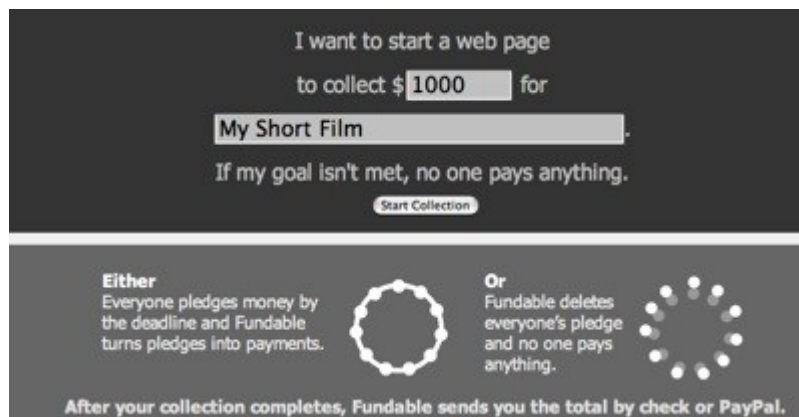 I want to start a web page
to collect $ 1000 for
My Short Film.
If my goal isn't met, no one pays anything.
Start Collection
Either
Everyone pledges money by
the deadline and Fundable
turns pledges into payments.
Or
Fundable deletes
everyone's pledge
and no one pays
anything.
After your collection completes, Fundable sends you the total by check or PayPal.